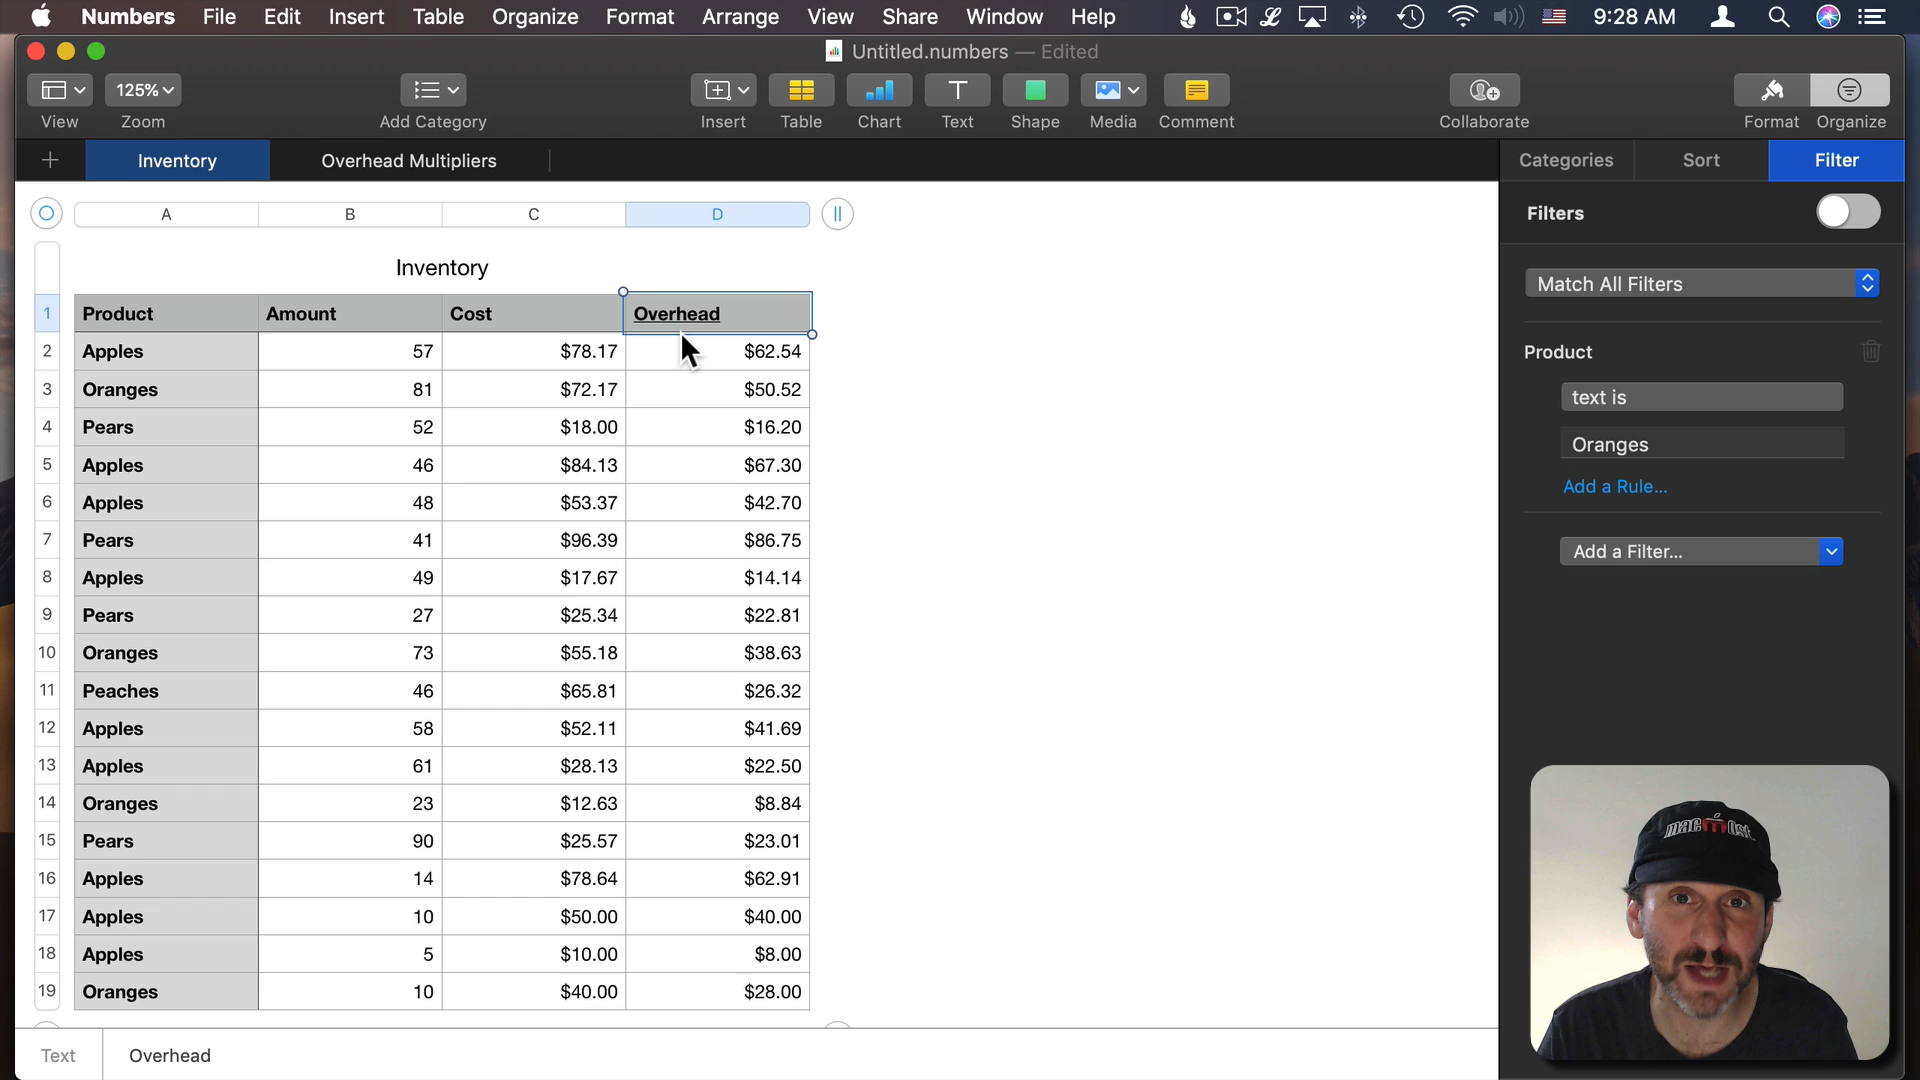 Numbers File Edit Insert Table Organize Format Arrange View Share Window Help 9:28 AM
Untitled.numbers — Edited
125%
View Zoom Add Category Insert Table Chart Text Shape Media Comment Collaborate Format Organize
Inventory Overhead Multipliers Categories Sort Filter
A B C D
Filters
Inventory
Match All Filters
1 Product Amount Cost Overhead
2 Apples 57 $78.17 $62.54
3 Oranges 81 $72.17 $50.52
4 Pears 52 $18.00 $16.20
5 Apples 46 $84.13 $67.30
6 Apples 48 $53.37 $42.70
7 Pears 41 $96.39 $86.75
8 Apples 49 $17.67 $14.14
9 Pears 27 $25.34 $22.81
10 Oranges 73 $55.18 $38.63
11 Peaches 46 $65.81 $26.32
12 Apples 58 $52.11 $41.69
13 Apples 61 $28.13 $22.50
14 Oranges 23 $12.63 $8.84
15 Pears 90 $25.57 $23.01
16 Apples 14 $78.64 $62.91
17 Apples 10 $50.00 $40.00
18 Apples 5 $10.00 $8.00
19 Oranges 10 $40.00 $28.00
Product
text is
Oranges
Add a Rule...
Add a Filter...
macmost
Text Overhead